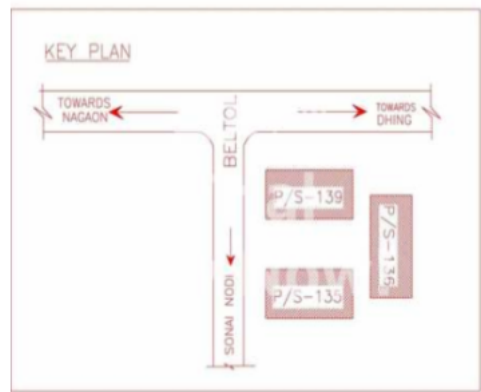 KEY PLAN
TOWARDS
NAGAON
BELTOL
TOWARDS
DHING
P/S-139
P/S-136
P/S-135
SONAI NODI